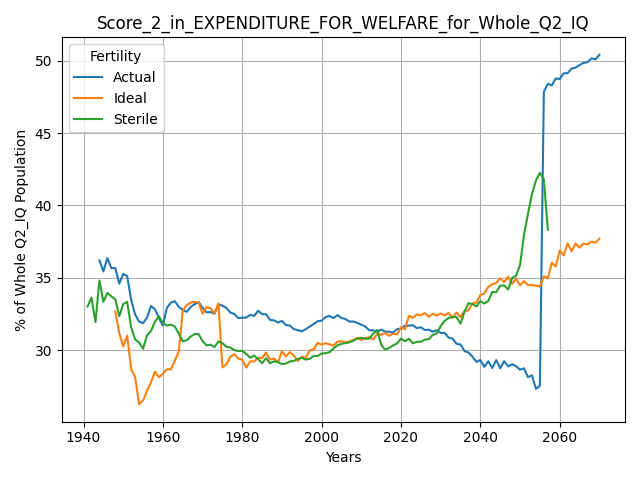 Score_2_in_EXPENDITURE_FOR_WELFARE_for_Whole_Q2_IQ
Fertility
Actual
Ideal
Sterile
% of Whole Q2_IQ Population
50
45
40
35
30
1940
1960
1980
2000
2020
2040
2060
Years